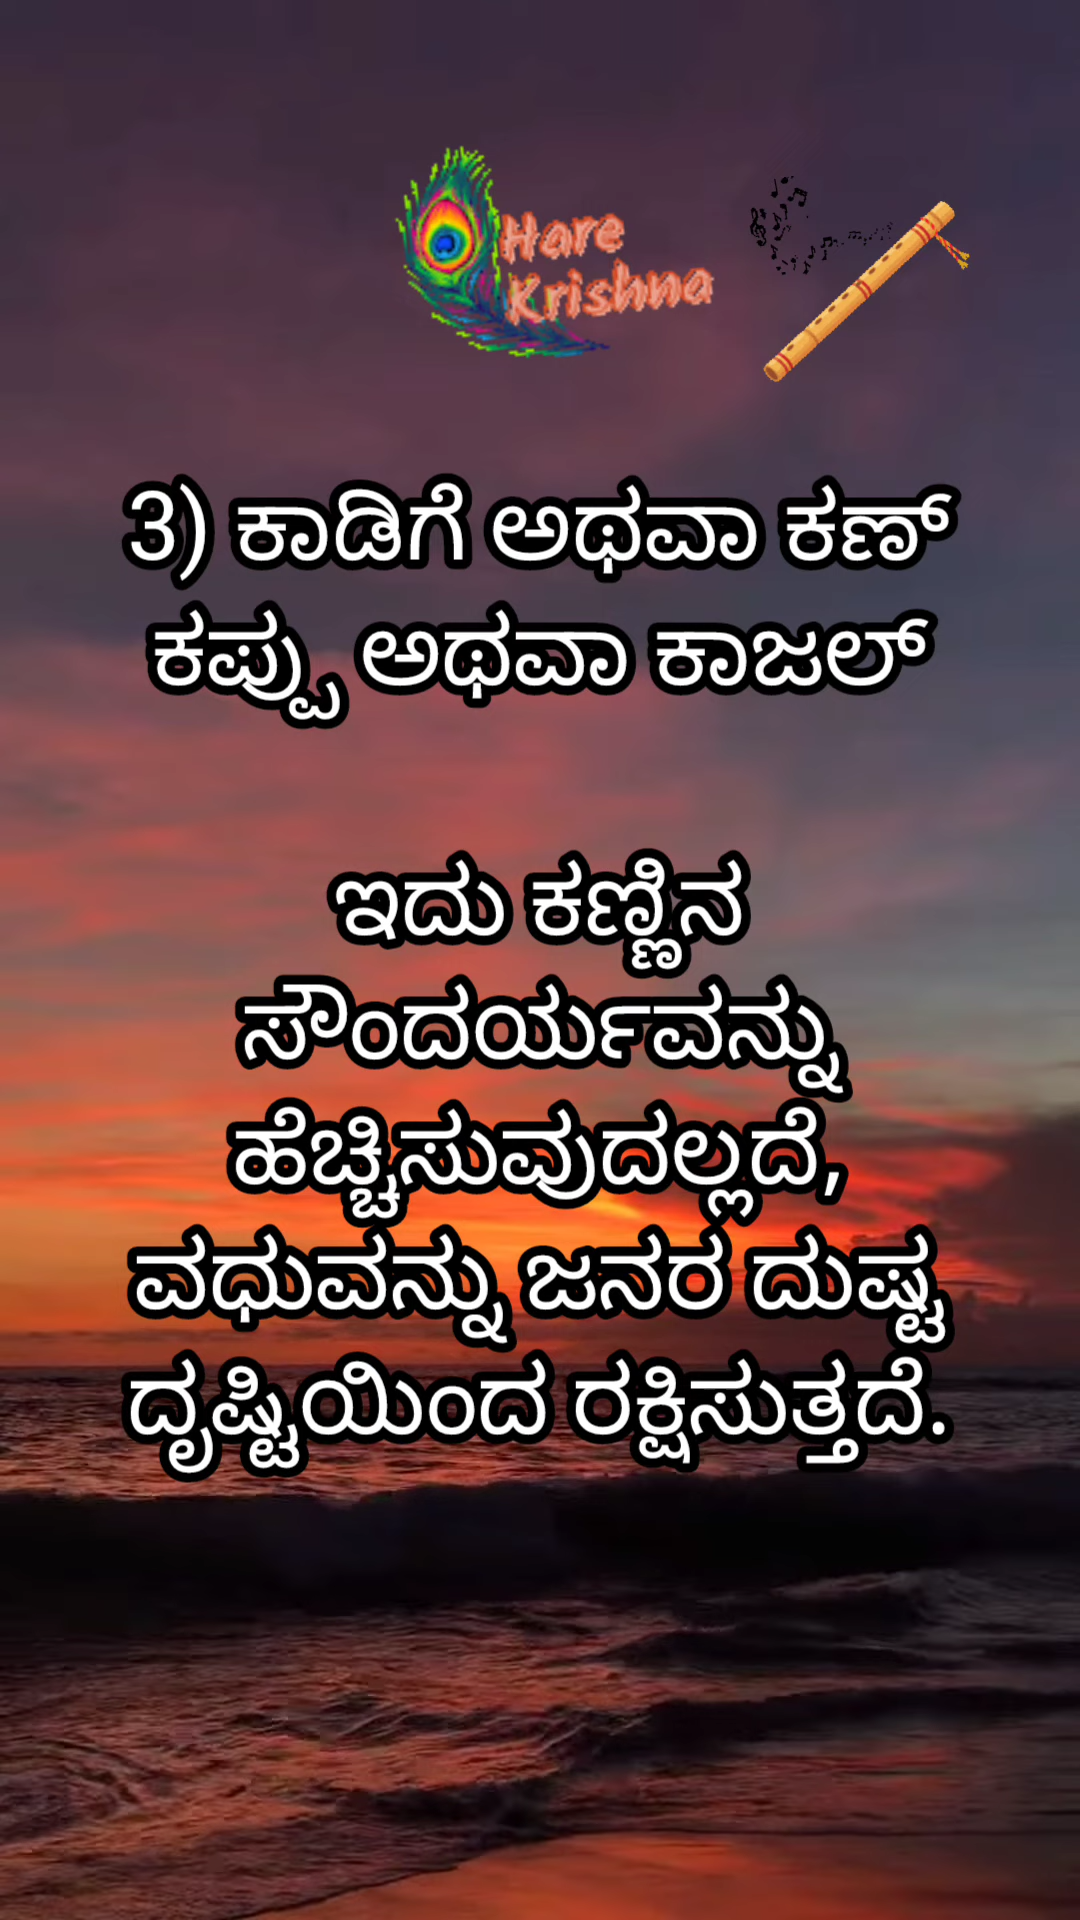 Hare
Krishna
3) ಕಾಡಿಗೆ ಅಥವಾ ಕಣ್
ಕಪ್ಪು ಅಥವಾ ಕಾಜಲ್
ಇದು ಕಣ್ಣಿನ
ಸೌಂದರ್ಯವನ್ನು
ಹೆಚ್ಚಿಸುವುದಲ್ಲದೆ,
ವಧುವನ್ನು ಜನರ ದುಷ್ಟ
ದೃಷ್ಟಿಯಿಂದ ರಕ್ಷಿಸುತ್ತದೆ.